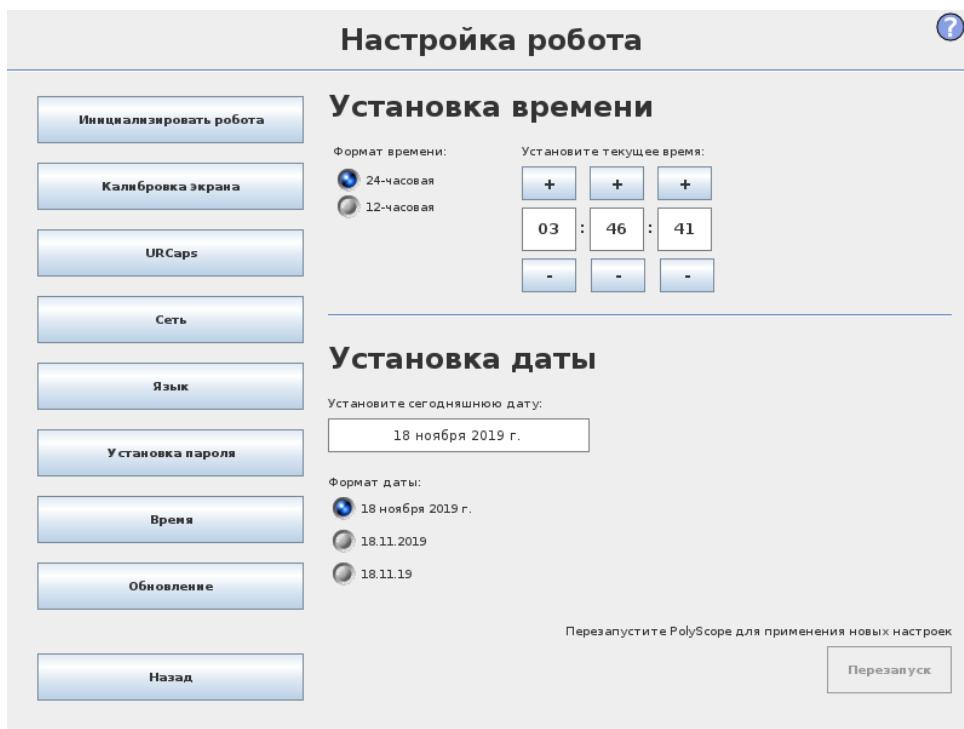 Настройка робота
?
Инициализировать робота
Калибровка экрана
URCaps
Сеть
Язык
Установка пароля
Время
Обновление
Назад
Установка времени
Формат времени:
24-часовая
12-часовая
Установите текущее время:
+ + +
03 : 46 : 41
- - -
Установка даты
Установите сегодняшнюю дату:
18 ноября 2019 г.
Формат даты:
18 ноября 2019 г.
18.11.2019
18.11.19
Перезапустите PolyScope для применения новых настроек
Перезапуск